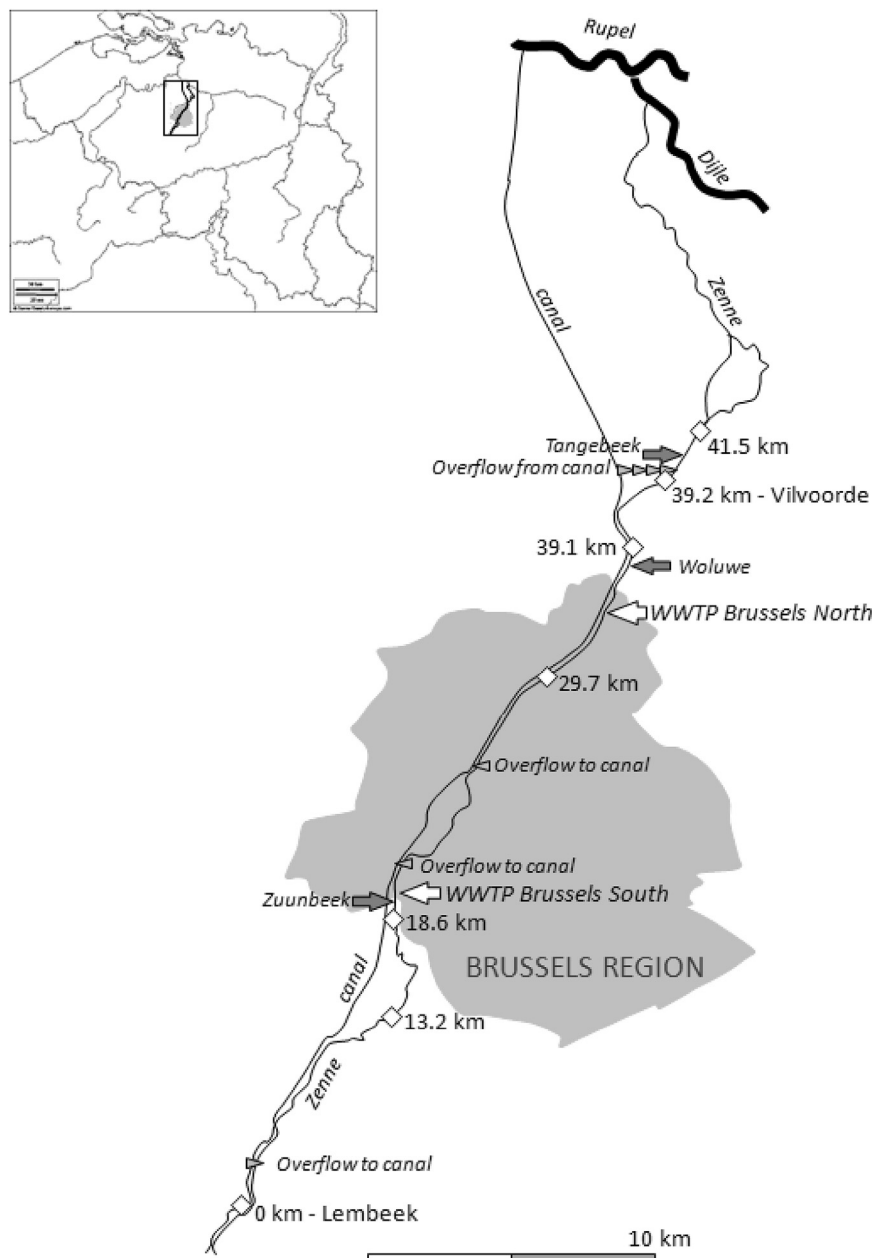 Rupel
Dijle
Zenne
canal
Tangebeek
41.5 km
Overflow from canal
39.2 km - Vilvoorde
39.1 km
Woluwe
WWTP Brussels North
29.7 km
Overflow to canal
Overflow to canal
WWTP Brussels South
Zuunbeek
18.6 km
BRUSSELS REGION
canal
13.2 km
Zenne
Overflow to canal
0 km - Lembeek
10 km